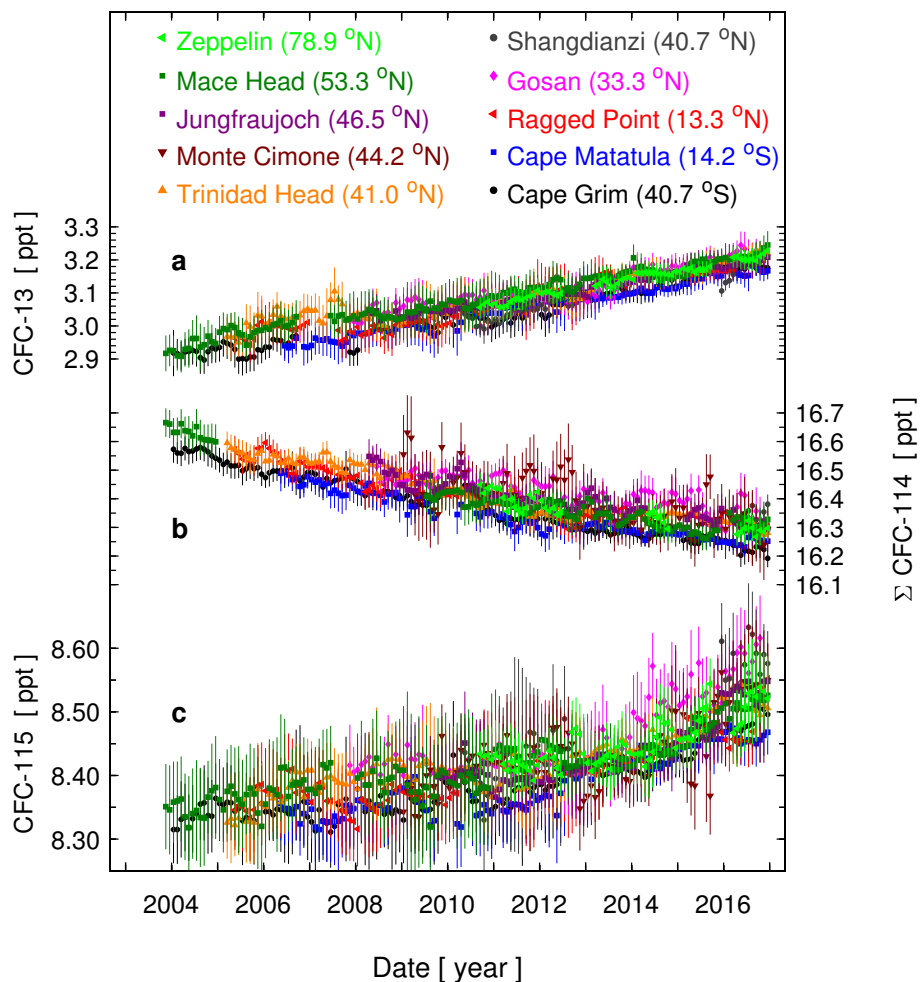 Zeppelin (78.9 °N)
Mace Head (53.3 °N)
Jungfraujoch (46.5 °N)
Monte Cimone (44.2 °N)
Trinidad Head (41.0 °N)
Shangdianzi (40.7 °N)
Gosan (33.3 °N)
Ragged Point (13.3 °N)
Cape Matatula (14.2 °S)
Cape Grim (40.7 °S)
CFC-13 [ ppt ]
3.3
3.2
3.1
3.0
2.9
a
16.7
16.6
16.5
16.4
16.3
16.2
16.1
Σ CFC-114 [ ppt ]
b
CFC-115 [ ppt ]
8.60
8.50
8.40
8.30
c
2004 2006 2008 2010 2012 2014 2016
Date [ year ]